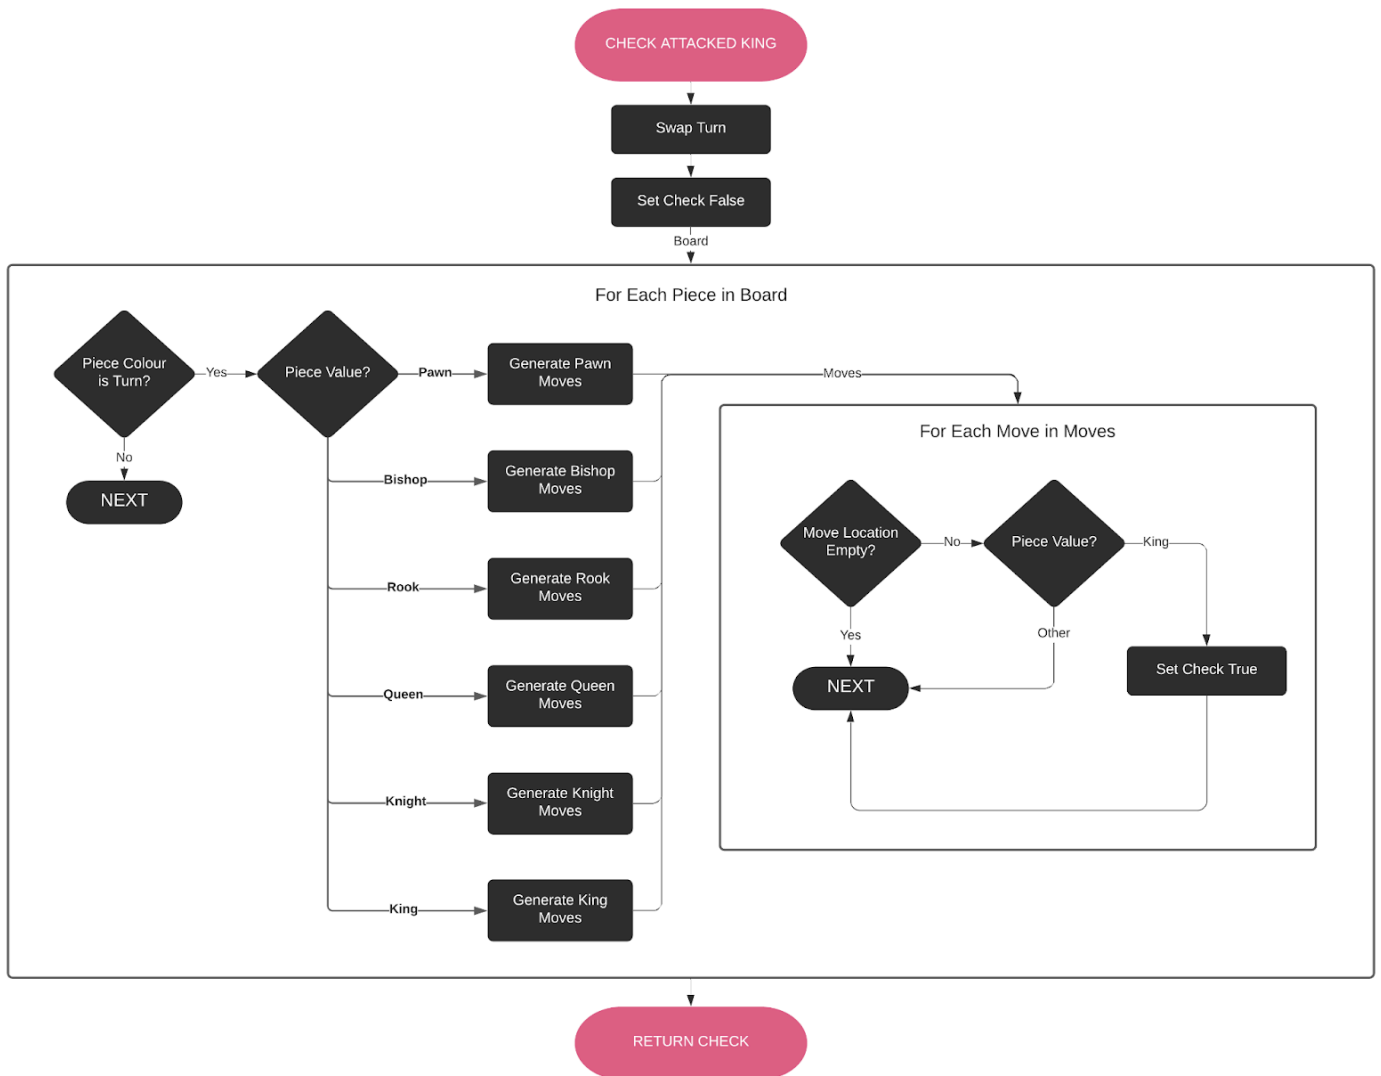 CHECK ATTACKED KING
Swap Turn
Set Check False
Board
For Each Piece in Board
Piece Colour
is Turn?
Yes
Piece Value?
Pawn
Generate Pawn
Moves
Moves
No
NEXT
Bishop
Generate Bishop
Moves
Rook
Generate Rook
Moves
Queen
Generate Queen
Moves
Knight
Generate Knight
Moves
King
Generate King
Moves
For Each Move in Moves
Move Location
Empty?
No
Piece Value?
King
Yes
Other
NEXT
Set Check True
RETURN CHECK